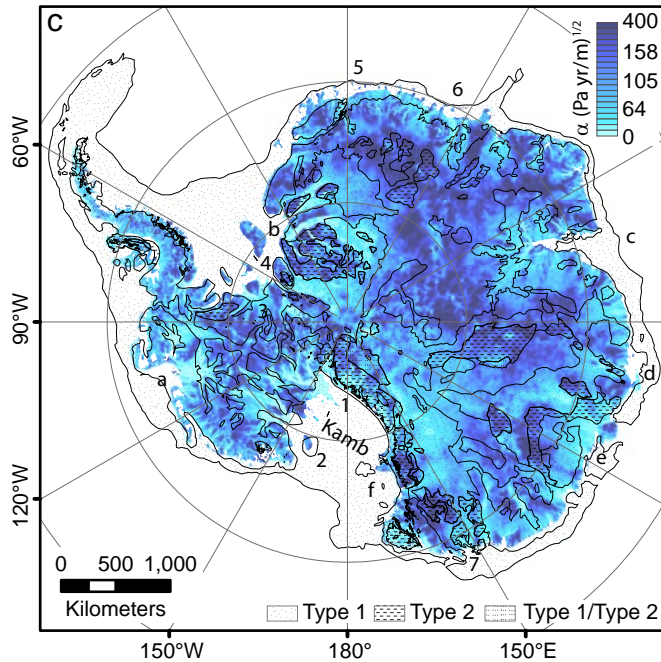 C
400
158
105
64
0
α (Pa yr/m)^1/2
5
6
60°W
b
c
4
90°W
3
a
d
1
Kamb
2
e
f
120°W
7
0 500 1,000
Kilometers
Type 1 Type 2 Type 1/Type 2
150°W 180° 150°E